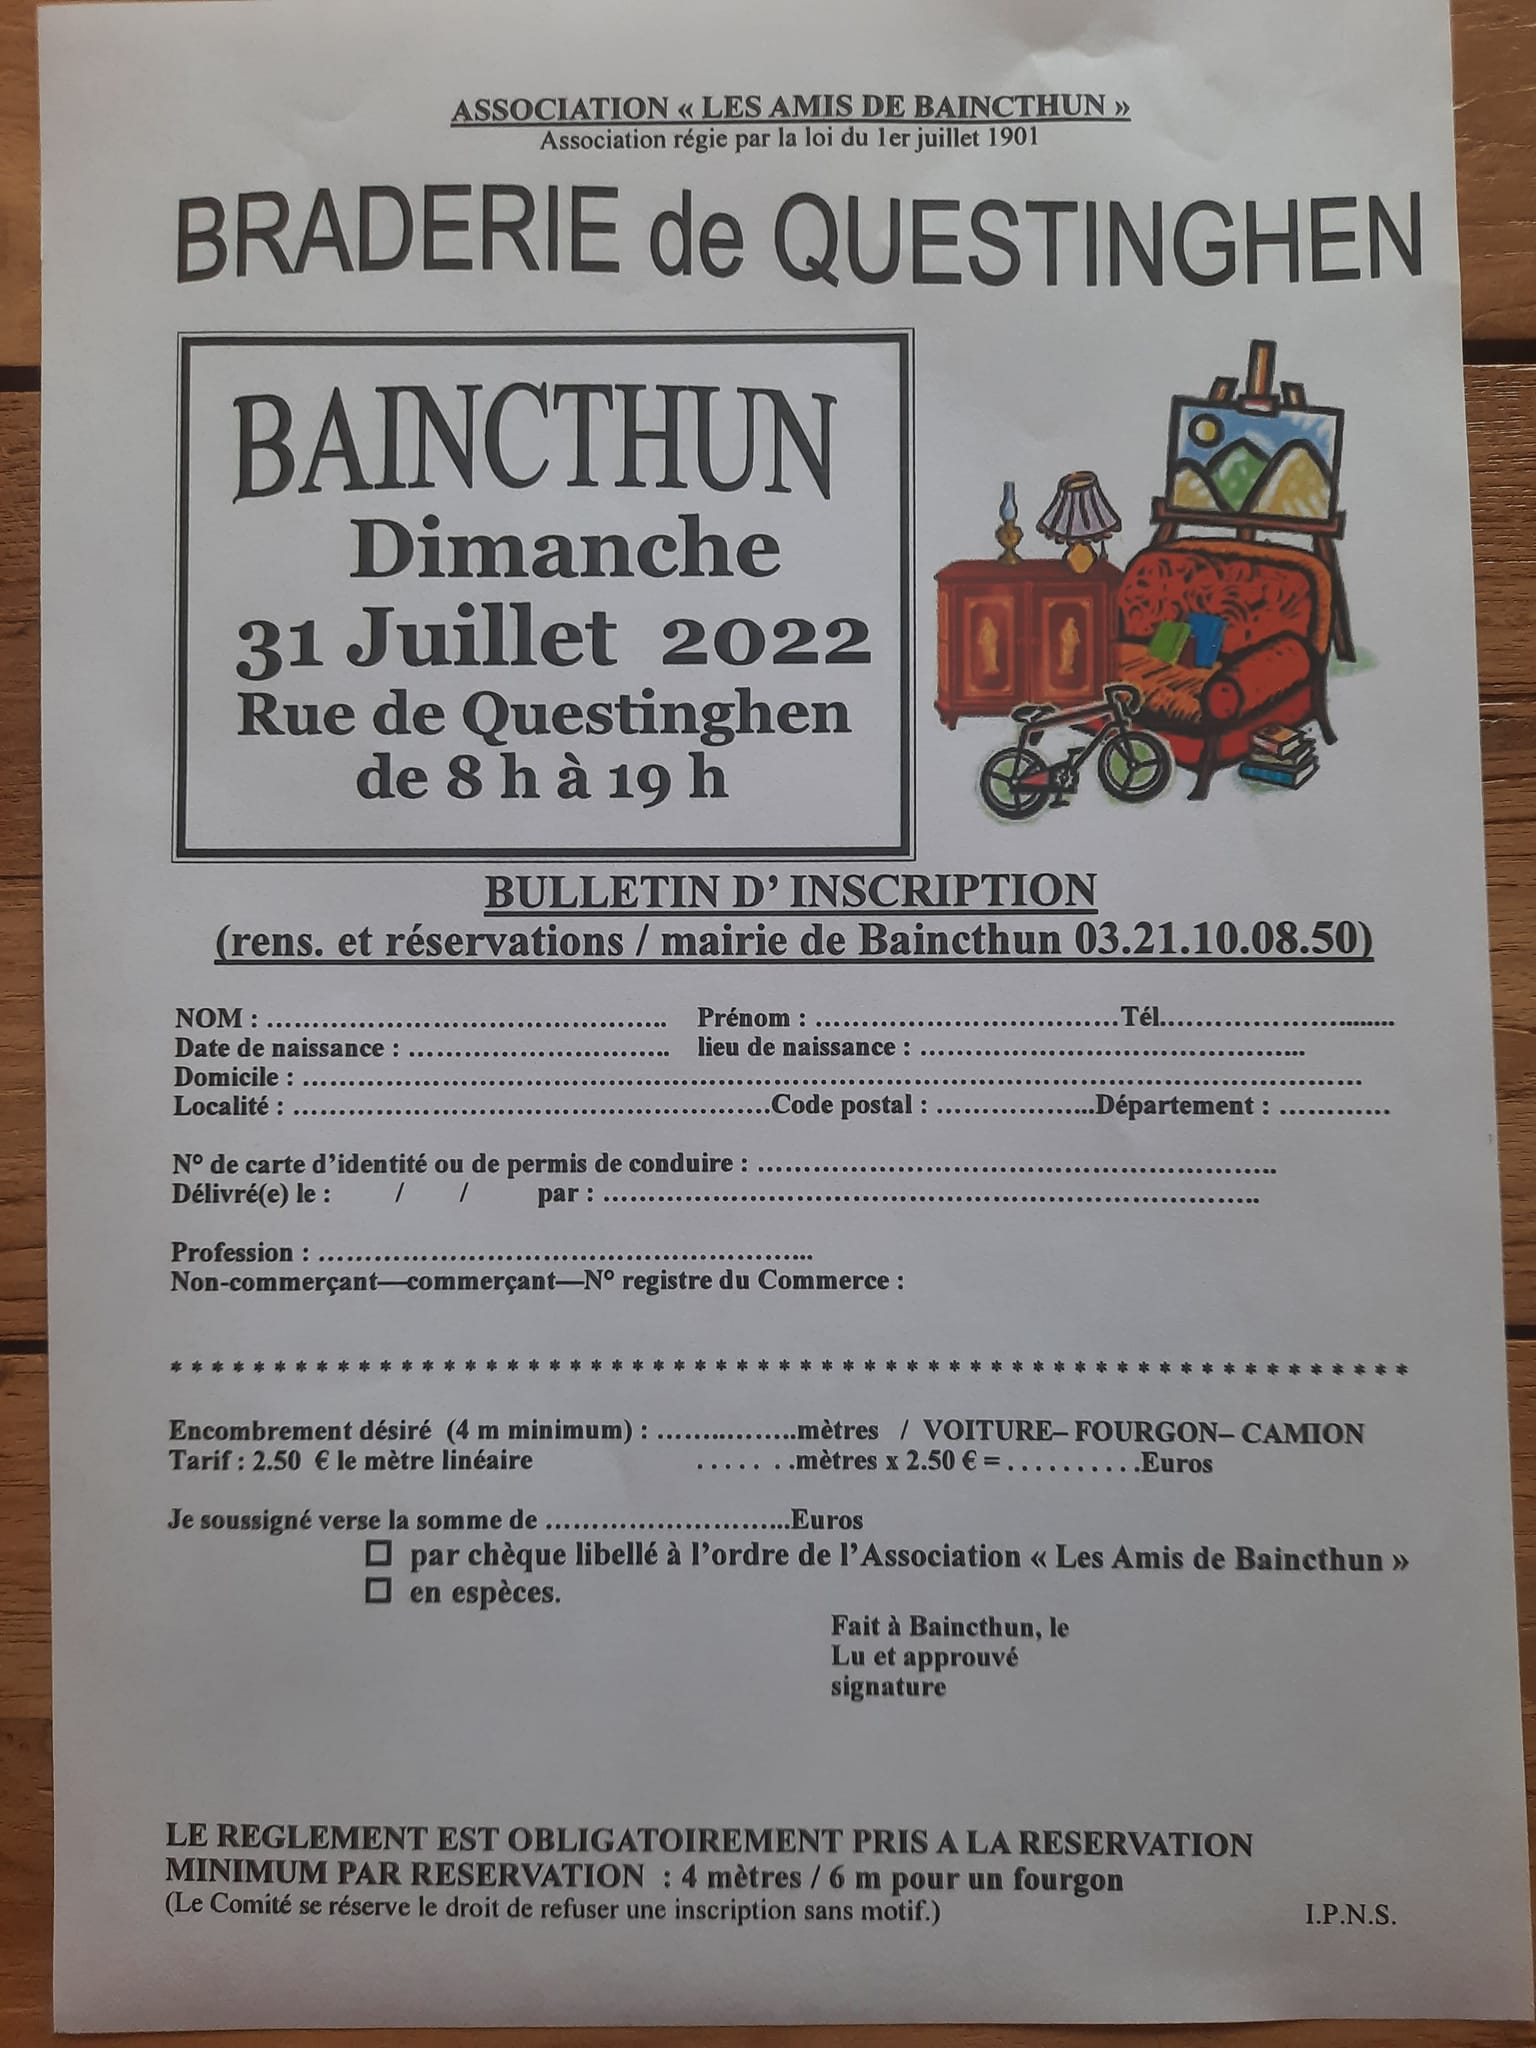 ASSOCIATION « LES AMIS DE BAINCTHUN »
Association régie par la loi du 1er juillet 1901
BRADERIE de QUESTINGHEN
BAINCTHUN
Dimanche
31 Juillet 2022
Rue de Questinghen
de 8 h à 19 h
BULLETIN D’ INSCRIPTION
(rens. et réservations / mairie de Baincthun 03.21.10.08.50)
NOM : ............................................ Prénom : .................................Tél..........................
Date de naissance : ............................. lieu de naissance : ..........................................
Domicile : ....................................................................................................................
Localité : ....................................................Code postal : ..................Département : ............
N° de carte d’identité ou de permis de conduire : .........................................................
Délivré(e) le : / / par : ........................................................................
Profession : ......................................................
Non-commerçant—commerçant—N° registre du Commerce :
* * * * * * * * * * * * * * * * * * * * * * * * * * * * * * * * * * * * * * * * * * * * * * * * * * * * * * * * * * *
Encombrement désiré (4 m minimum) : ................mètres / VOITURE– FOURGON– CAMION
Tarif : 2.50 € le mètre linéaire . . . . . . .mètres x 2.50 € = . . . . . . . . . .Euros
Je soussigné verse la somme de ...........................Euros
☐ par chèque libellé à l’ordre de l’Association « Les Amis de Baincthun »
☐ en espèces.
Fait à Baincthun, le
Lu et approuvé
signature
LE REGLEMENT EST OBLIGATOIREMENT PRIS A LA RESERVATION
MINIMUM PAR RESERVATION : 4 mètres / 6 m pour un fourgon
(Le Comité se réserve le droit de refuser une inscription sans motif.) I.P.N.S.